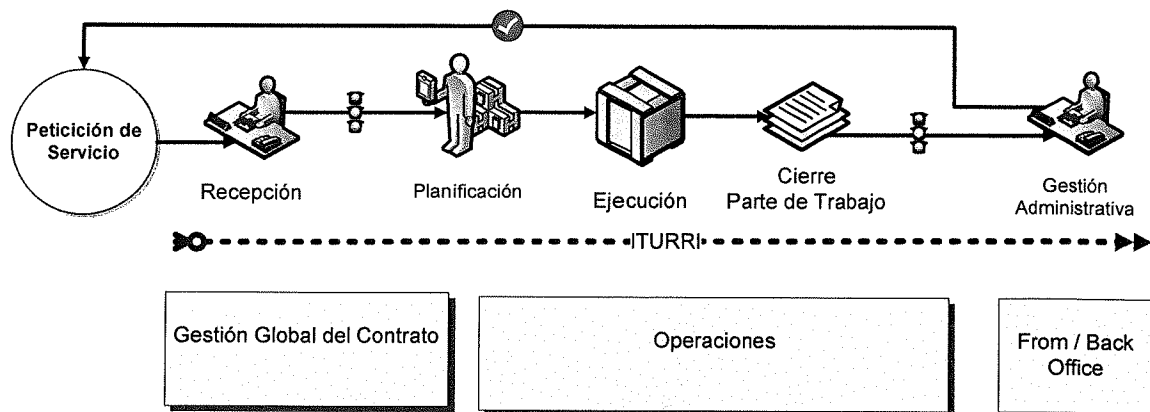 Peticición de
Servicio
Recepción
Planificación
Ejecución
Cierre
Parte de Trabajo
Gestión
Administrativa
ITURRI
Gestión Global del Contrato
Operaciones
From / Back
Office